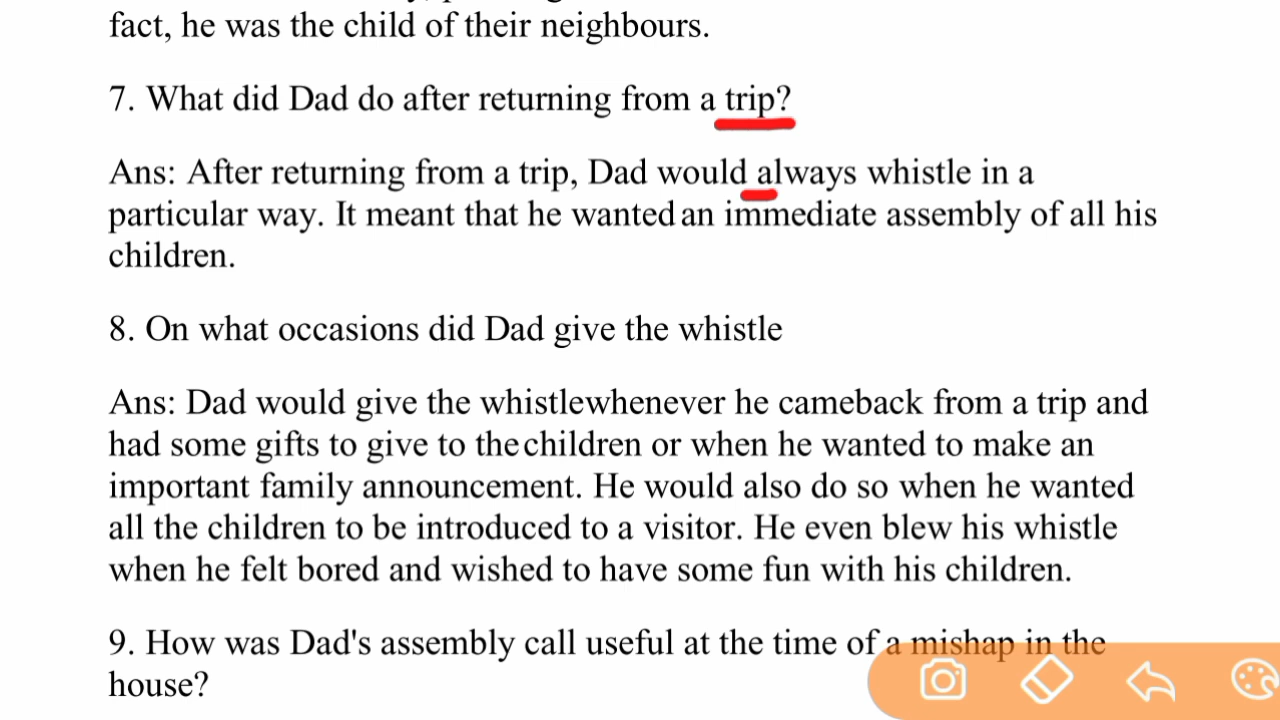 fact, he was the child of their neighbours.
7. What did Dad do after returning from a trip?
Ans: After returning from a trip, Dad would always whistle in a
particular way. It meant that he wanted an immediate assembly of all his
children.
8. On what occasions did Dad give the whistle
Ans: Dad would give the whistlewhenever he cameback from a trip and
had some gifts to give to the children or when he wanted to make an
important family announcement. He would also do so when he wanted
all the children to be introduced to a visitor. He even blew his whistle
when he felt bored and wished to have some fun with his children.
9. How was Dad's assembly call useful at the time of a mishap in the
house?